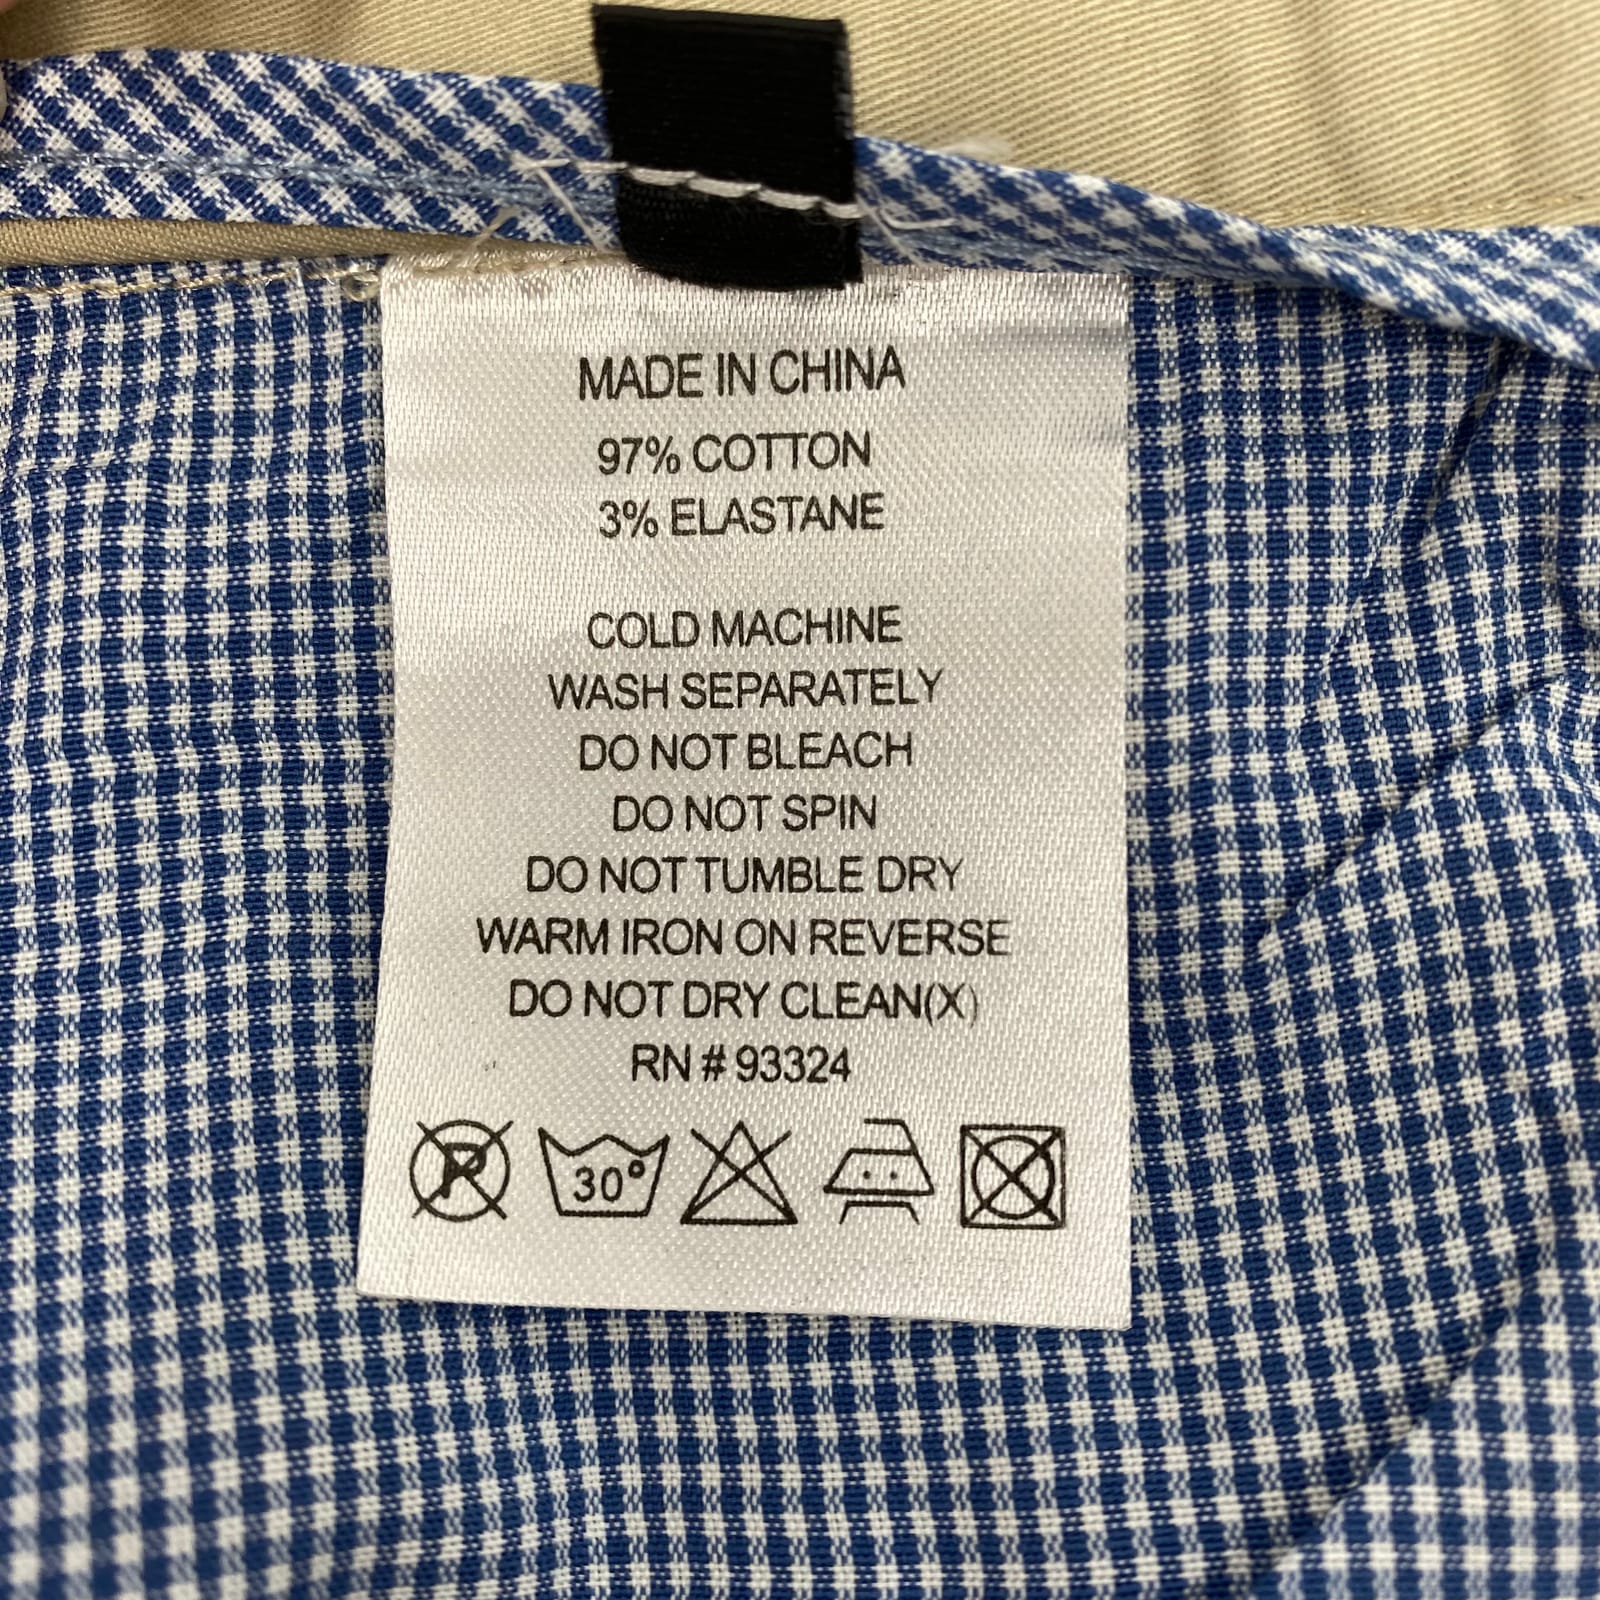 MADE IN CHINA
97% COTTON
3% ELASTANE
COLD MACHINE
WASH SEPARATELY
DO NOT BLEACH
DO NOT SPIN
DO NOT TUMBLE DRY
WARM IRON ON REVERSE
DO NOT DRY CLEAN(X)
RN # 93324
P 30°